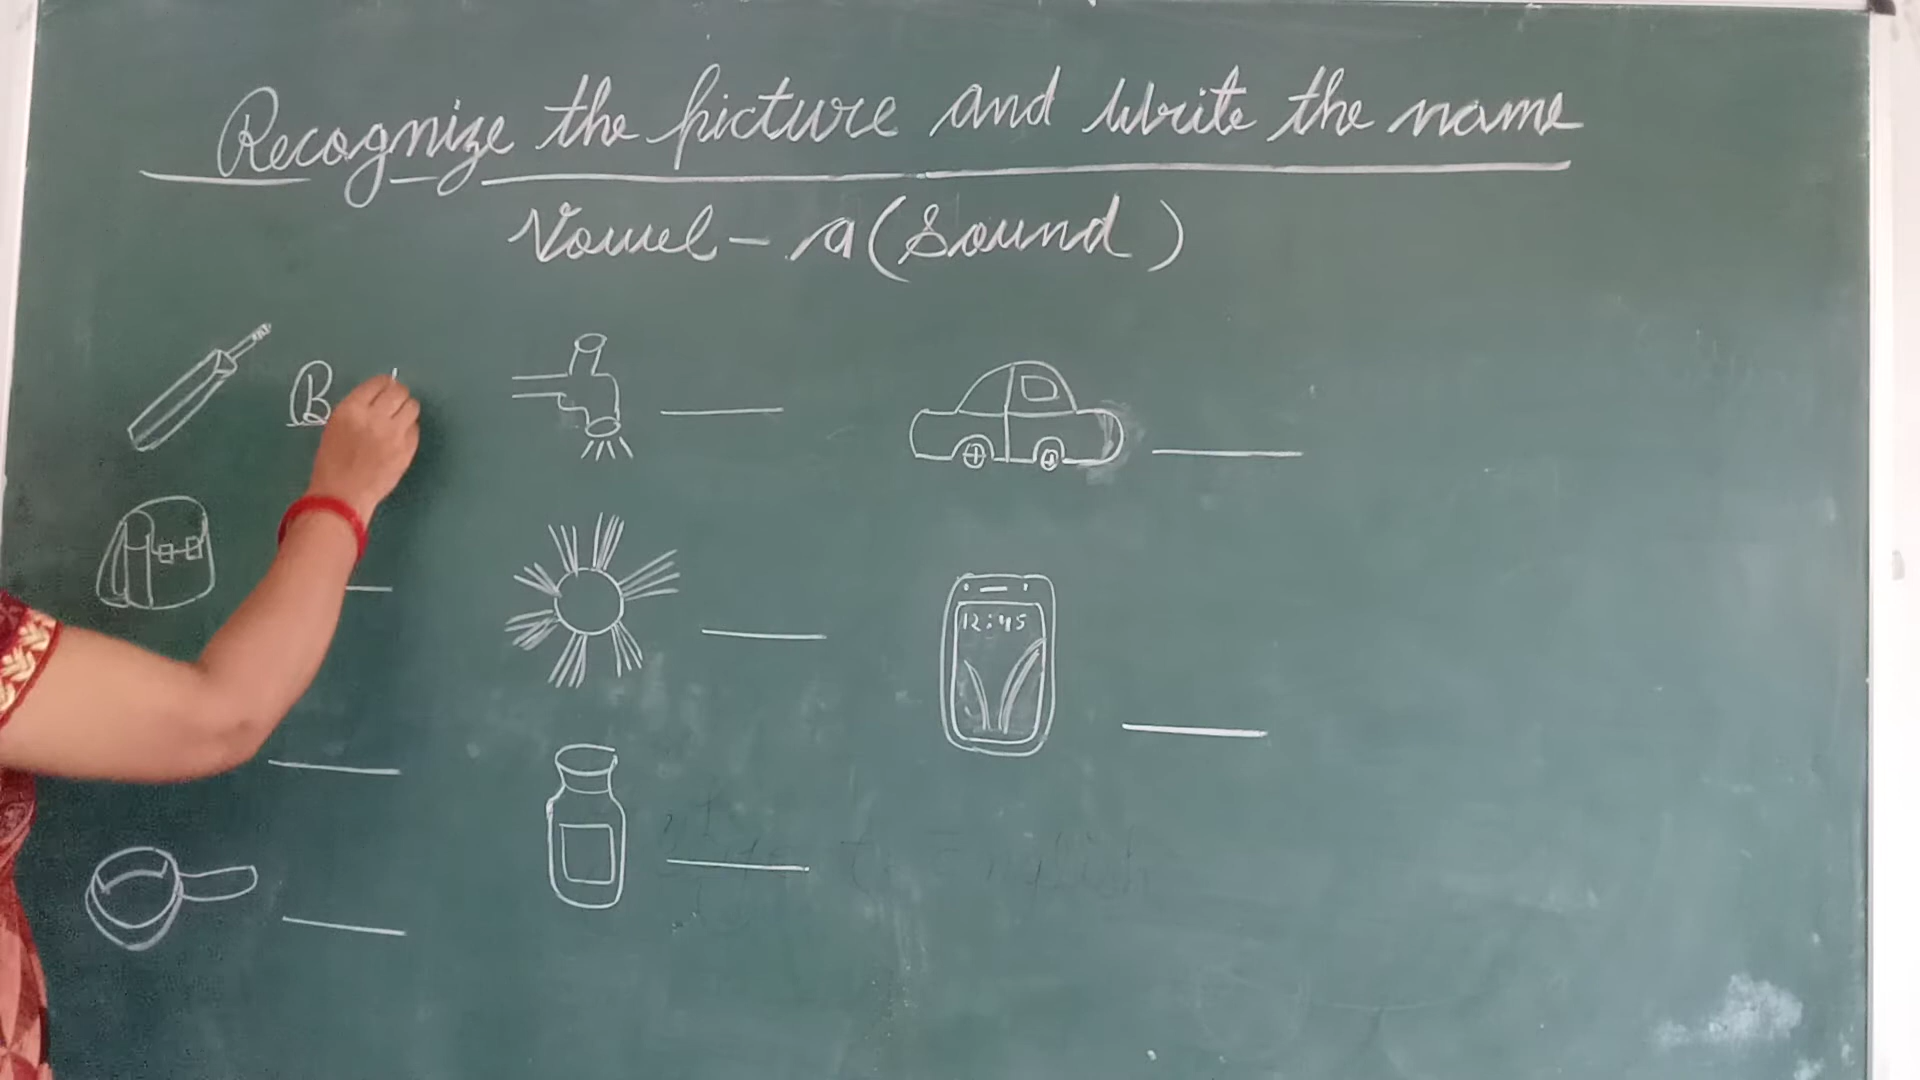 Recognize the picture and write the name
Vowel - a (Sound)
B
12:45